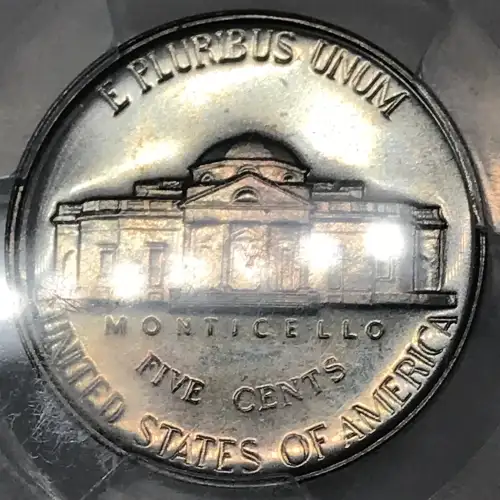 E PLURIBUS UNUM
MONTICELLO
FIVE CENTS
UNITED STATES OF AMERICA